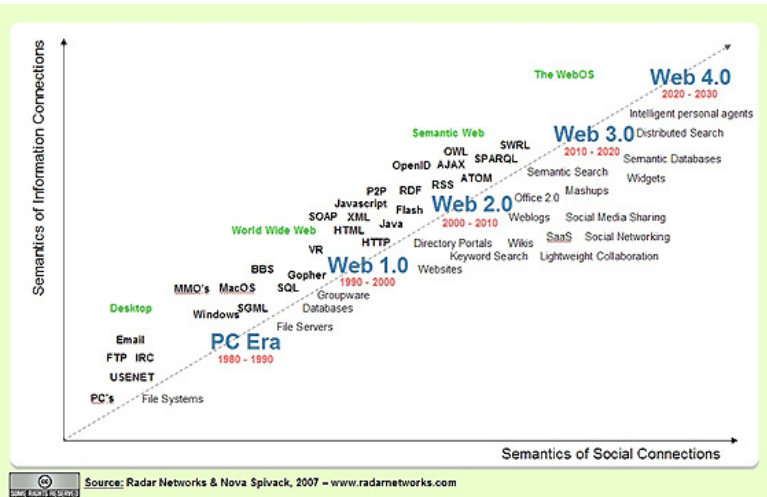 Semantics of Information Connections
The WebOS
Web 4.0
2020 - 2030
Intelligent personal agents
Semantic Web
Web 3.0
Distributed Search
2010 - 2020
SWRL
OWL
SPARQL
OpenID
AJAX
Semantic Databases
Semantic Search
Widgets
ATOM
RSS
Mashups
P2P
RDF
Office 2.0
Javascript
Flash
Web 2.0
2000 - 2010
Weblogs
Social Media Sharing
SOAP
XML
Java
World Wide Web
HTML
HTTP
SaaS
Social Networking
Directory Portals
Wikis
VR
Keyword Search
Lightweight Collaboration
Web 1.0
1990 - 2000
Websites
BBS
Gopher
MMO's
MacOS
SQL
Groupware
Desktop
Windows
SGML
Databases
File Servers
Email
PC Era
1980 - 1990
FTP
IRC
USENET
PC's
File Systems
Semantics of Social Connections
cc
SOME RIGHTS RESERVED
Source: Radar Networks & Nova Spivack, 2007 – www.radarnetworks.com